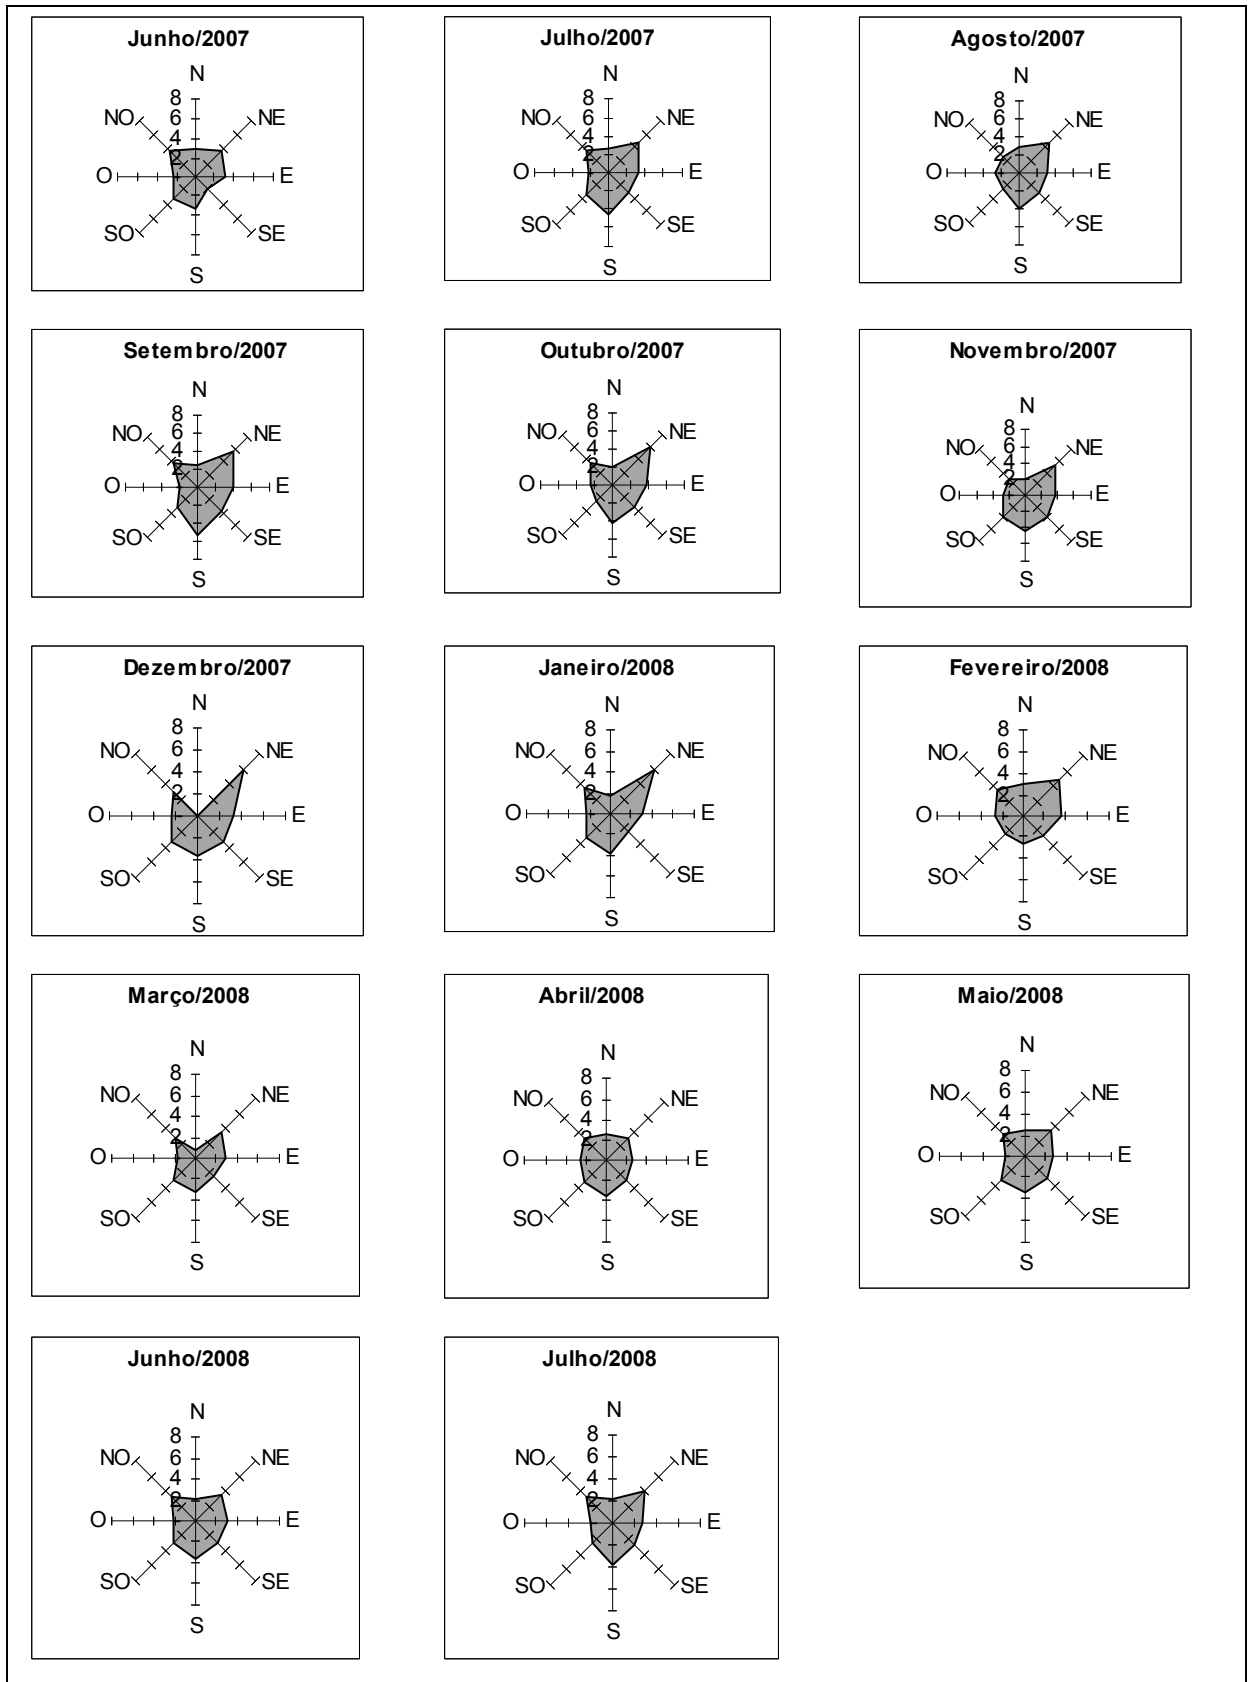 Junho/2007
N
8
6
4
2
NO
NE
O
E
SO
SE
S
Julho/2007
N
8
6
4
2
NO
NE
O
E
SO
SE
S
Agosto/2007
N
8
6
4
2
NO
NE
O
E
SO
SE
S
Setembro/2007
N
8
6
4
2
NO
NE
O
E
SO
SE
S
Outubro/2007
N
8
6
4
2
NO
NE
O
E
SO
SE
S
Novembro/2007
N
8
6
4
2
NO
NE
O
E
SO
SE
S
Dezembro/2007
N
8
6
4
2
NO
NE
O
E
SO
SE
S
Janeiro/2008
N
8
6
4
2
NO
NE
O
E
SO
SE
S
Fevereiro/2008
N
8
6
4
2
NO
NE
O
E
SO
SE
S
Março/2008
N
8
6
4
2
NO
NE
O
E
SO
SE
S
Abril/2008
N
8
6
4
2
NO
NE
O
E
SO
SE
S
Maio/2008
N
8
6
4
2
NO
NE
O
E
SO
SE
S
Junho/2008
N
8
6
4
2
NO
NE
O
E
SO
SE
S
Julho/2008
N
8
6
4
2
NO
NE
O
E
SO
SE
S